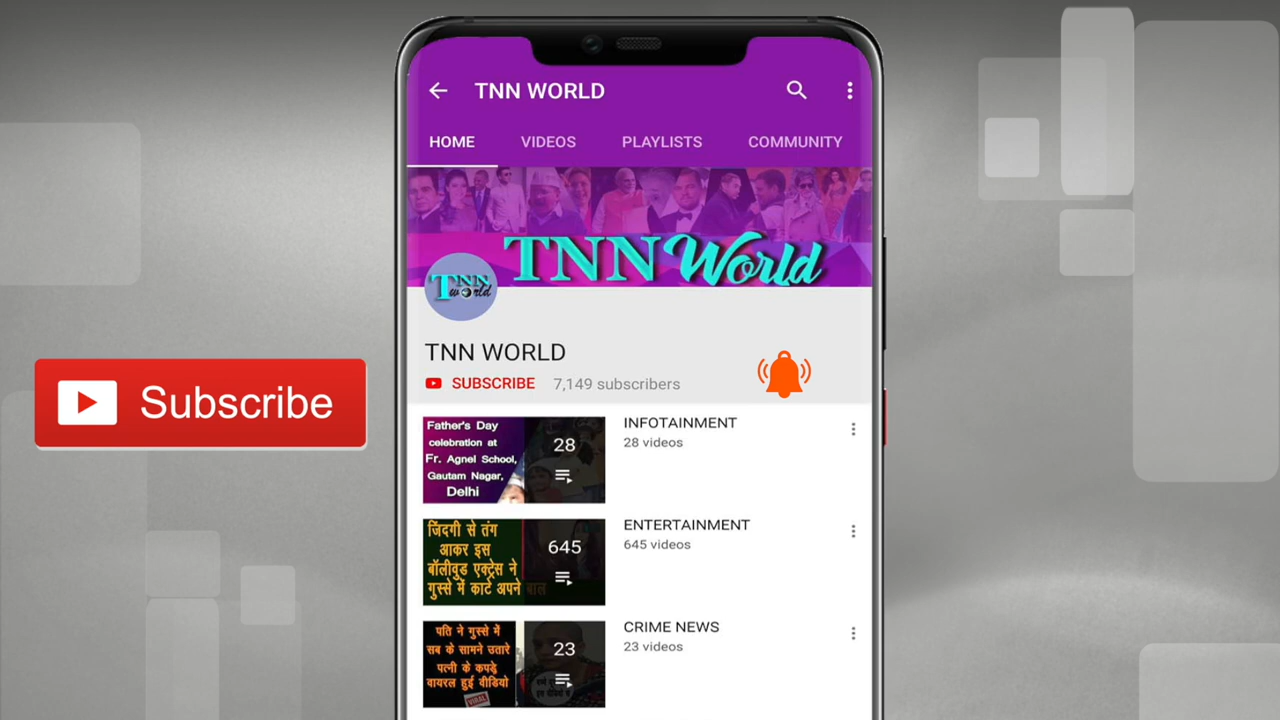 TNN WORLD
HOME
VIDEOS
PLAYLISTS
COMMUNITY
TNN World
TNN
world
TNN WORLD
SUBSCRIBE
7,149 subscribers
Subscribe
Father's Day
celebration at
Fr. Agnel School,
Gautam Nagar,
Delhi
28
INFOTAINMENT
28 videos
जिंदगी से तंग
आकर इस
बॉलीवुड एक्ट्रेस ने
गुस्से में काटे अपने बाल
645
ENTERTAINMENT
645 videos
पति ने गुस्से में
सब के सामने उतारे
पत्नी के कपड़े
वायरल हुई वीडियो
VIRAL
23
CRIME NEWS
23 videos